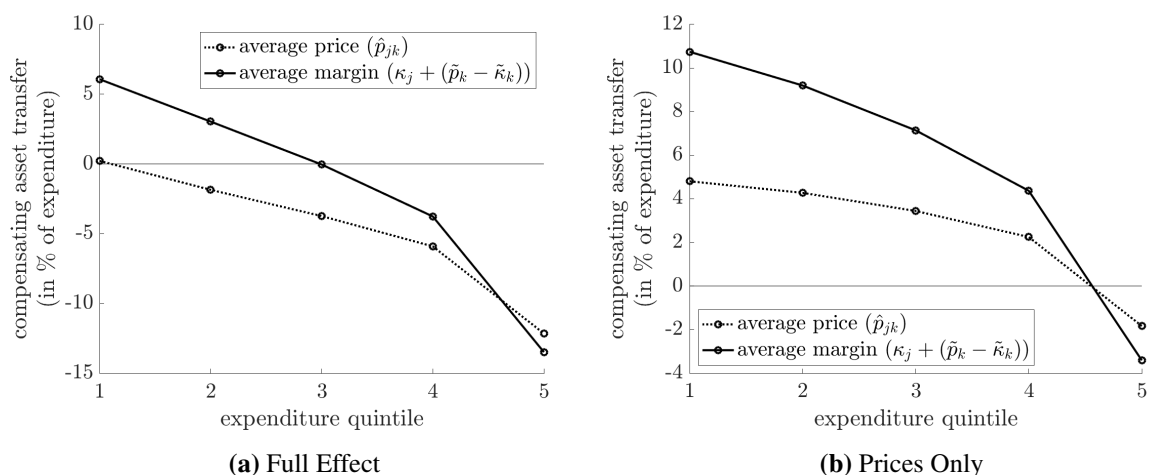 10
5
0
-5
-10
-15
compensating asset transfer
(in % of expenditure)
average price (p̂jk)
average margin (κj + (p̃k − κ̃k))
1 2 3 4 5
expenditure quintile
(a) Full Effect
12
10
8
6
4
2
0
-2
-4
compensating asset transfer
(in % of expenditure)
average price (p̂jk)
average margin (κj + (p̃k − κ̃k))
1 2 3 4 5
expenditure quintile
(b) Prices Only